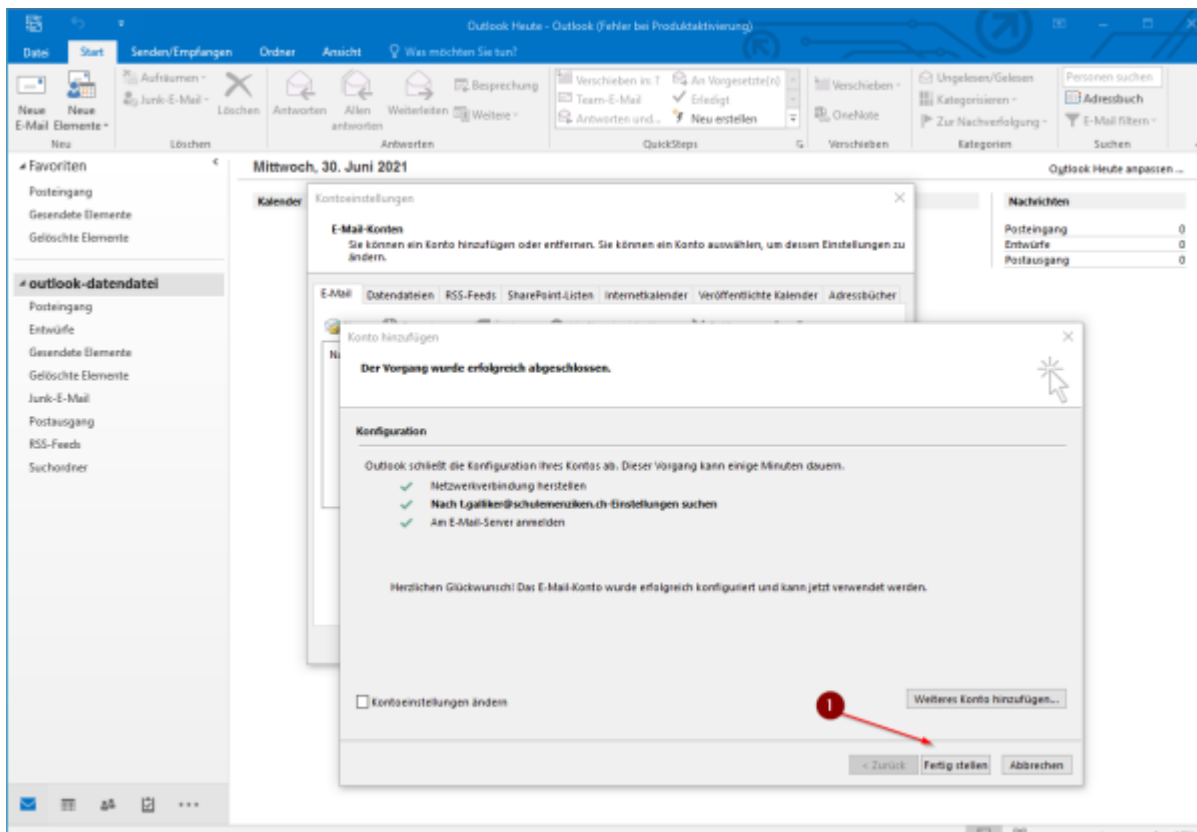 Outlook Heute - Outlook (Fehler bei Produktaktivierung)
Datei Start Senden/Empfangen Ordner Ansicht Was möchten Sie tun?
Neue E-Mail
Neue Elemente
Neu
Aufräumen
Junk-E-Mail
Löschen
Löschen
Antworten
Allen antworten
Weiterleiten
Besprechung
Weitere
Antworten
Verschieben in: ?
Team-E-Mail
Antworten und...
An Vorgesetzte(n)
Erledigt
Neu erstellen
QuickSteps
Verschieben
OneNote
Verschieben
Ungelesen/Gelesen
Kategorisieren
Zur Nachverfolgung
Kategorien
Personen suchen
Adressbuch
E-Mail filtern
Suchen
Favoriten
Posteingang
Gesendete Elemente
Gelöschte Elemente
outlook-datendatei
Posteingang
Entwürfe
Gesendete Elemente
Gelöschte Elemente
Junk-E-Mail
Postausgang
RSS-Feeds
Suchordner
Mittwoch, 30. Juni 2021
Outlook Heute anpassen ...
Kalender
Nachrichten
Posteingang 0
Entwürfe 0
Postausgang 0
Kontoeinstellungen
E-Mail-Konten
Sie können ein Konto hinzufügen oder entfernen. Sie können ein Konto auswählen, um dessen Einstellungen zu
ändern.
E-Mail Datendateien RSS-Feeds SharePoint-Listen Internetkalender Veröffentlichte Kalender Adressbücher
Konto hinzufügen
Der Vorgang wurde erfolgreich abgeschlossen.
Konfiguration
Outlook schließt die Konfiguration Ihres Kontos ab. Dieser Vorgang kann einige Minuten dauern.
Netzwerkverbindung herstellen
Nach t.galliker@schulemenziken.ch-Einstellungen suchen
Am E-Mail-Server anmelden
Herzlichen Glückwunsch! Das E-Mail-Konto wurde erfolgreich konfiguriert und kann jetzt verwendet werden.
Kontoeinstellungen ändern
1
Weiteres Konto hinzufügen...
< Zurück Fertig stellen Abbrechen